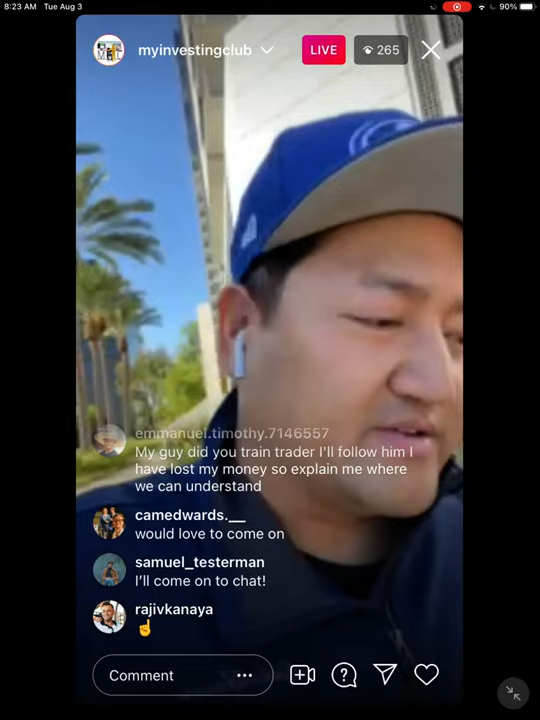 8:23 AM Tue Aug 3
90%
myinvestingclub
LIVE
265
emmanuel.timothy.7146557
My guy did you train trader I'll follow him I
have lost my money so explain me where
we can understand
camedwards.__
would love to come on
samuel_testerman
I'll come on to chat!
rajivkanaya
☝️
Comment